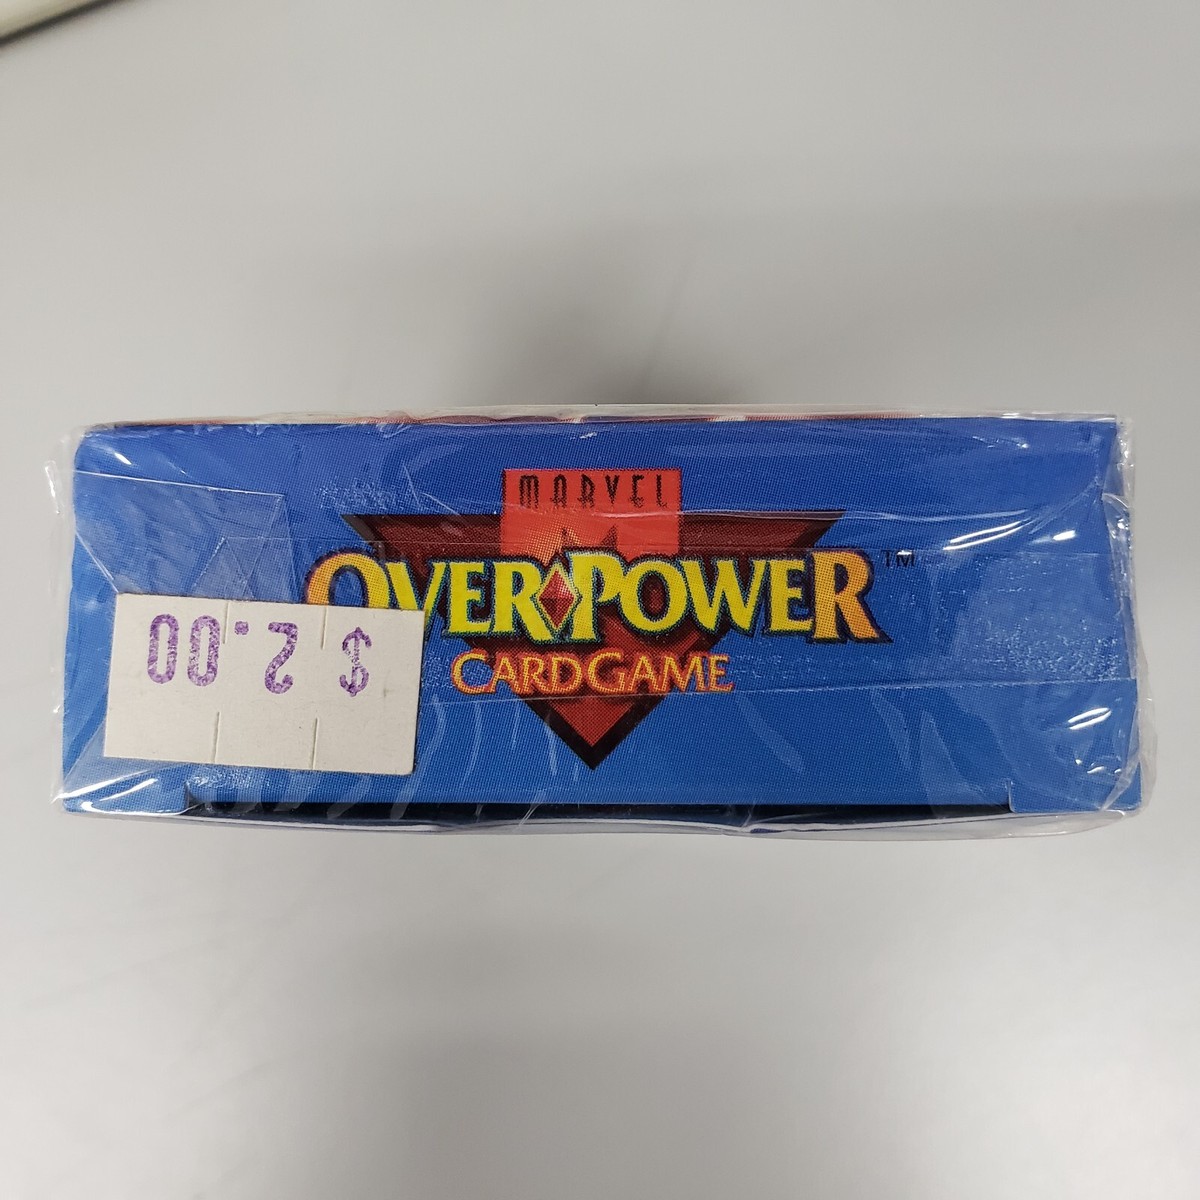 MARVEL
OVERPOWER™
CARDGAME
$ 2.00